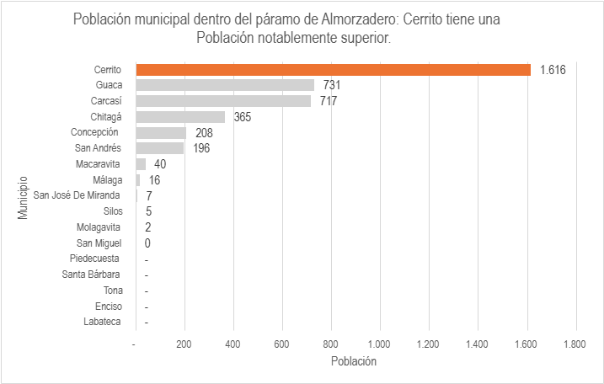 Población municipal dentro del páramo de Almorzadero: Cerrito tiene una
Población notablemente superior.
Cerrito 1.616
Guaca 731
Carcasí 717
Chitagá 365
Concepción 208
San Andrés 196
Macaravita 40
Málaga 16
San José De Miranda 7
Silos 5
Molagavita 2
San Miguel 0
Piedecuesta -
Santa Bárbara -
Tona -
Enciso -
Labateca -
Municipio
- 200 400 600 800 1.000 1.200 1.400 1.600 1.800
Población